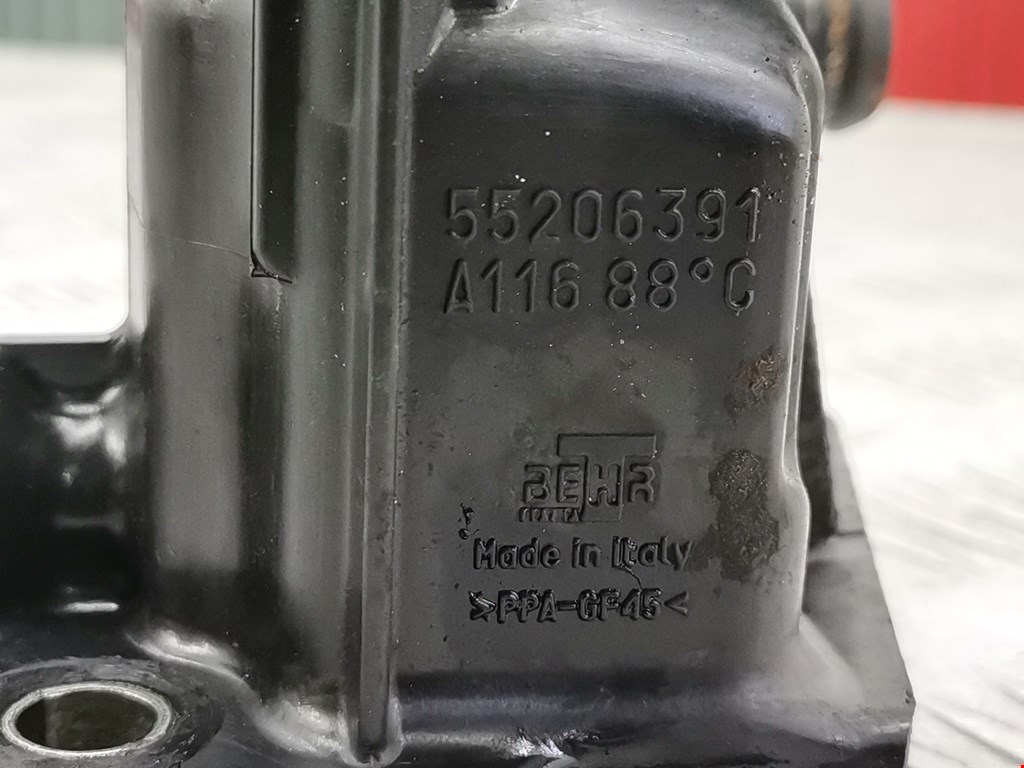 55206391
A116 88°C
BEHR
Made in Italy
>PPA-GF45<